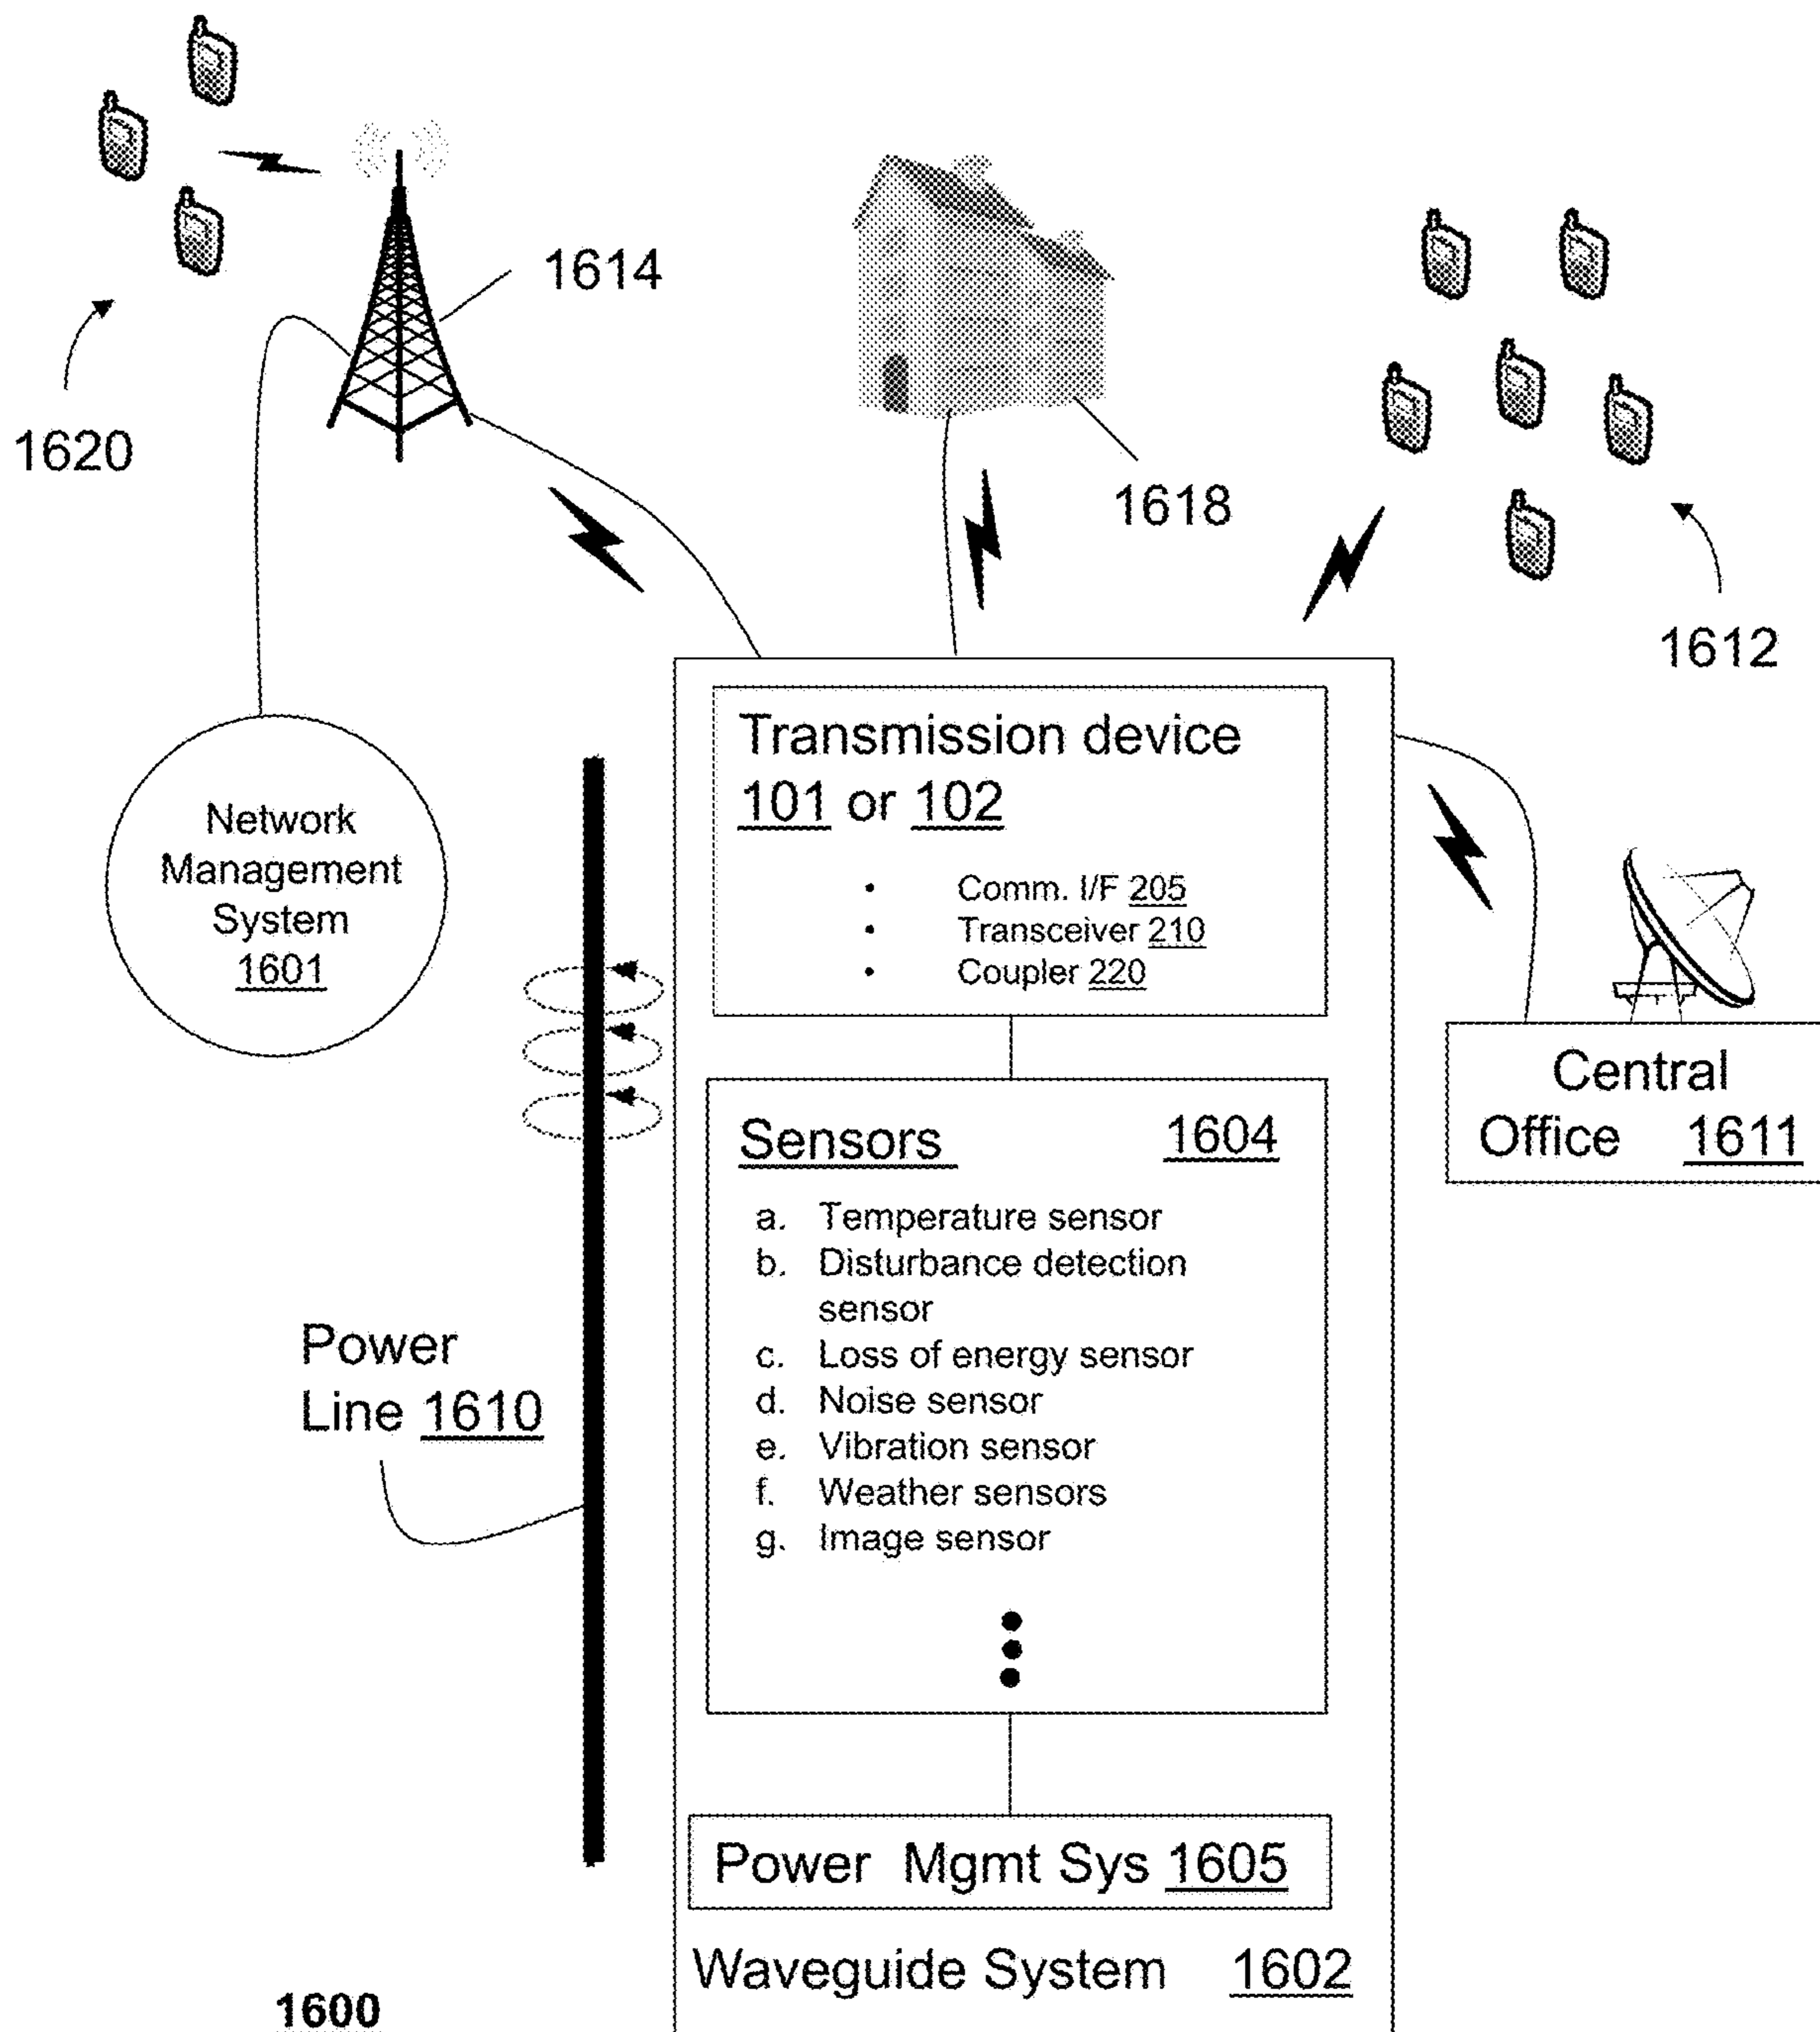 1614
1620
1618
1612
Transmission device
101 or 102
• Comm. I/F 205
• Transceiver 210
• Coupler 220
Network
Management
System
1601
Central
Office 1611
Sensors 1604
a. Temperature sensor
b. Disturbance detection
sensor
c. Loss of energy sensor
d. Noise sensor
e. Vibration sensor
f. Weather sensors
g. Image sensor
Power
Line 1610
Power Mgmt Sys 1605
Waveguide System 1602
1600